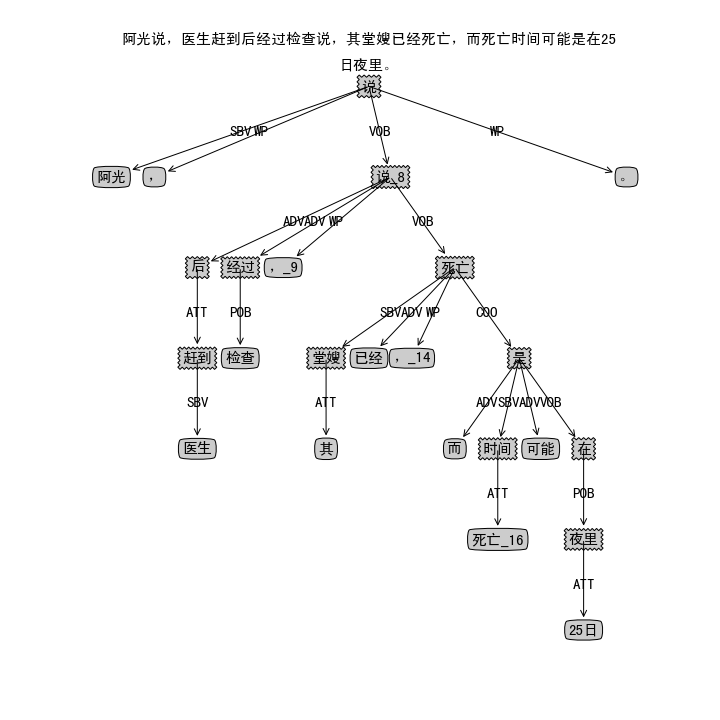 阿光说，医生赶到后经过检查说，其堂嫂已经死亡，而死亡时间可能是在25
日夜里。
说
SBV WP VOB WP
阿光 ， 说_8 。
ADV ADV WP VOB
后 经过 ，_9 死亡
ATT POB SBV ADV WP COO
赶到 检查 堂嫂 已经 ，_14 是
SBV ATT ADV SBV ADV VOB
医生 其 而 时间 可能 在
ATT POB
死亡_16 夜里
ATT
25日